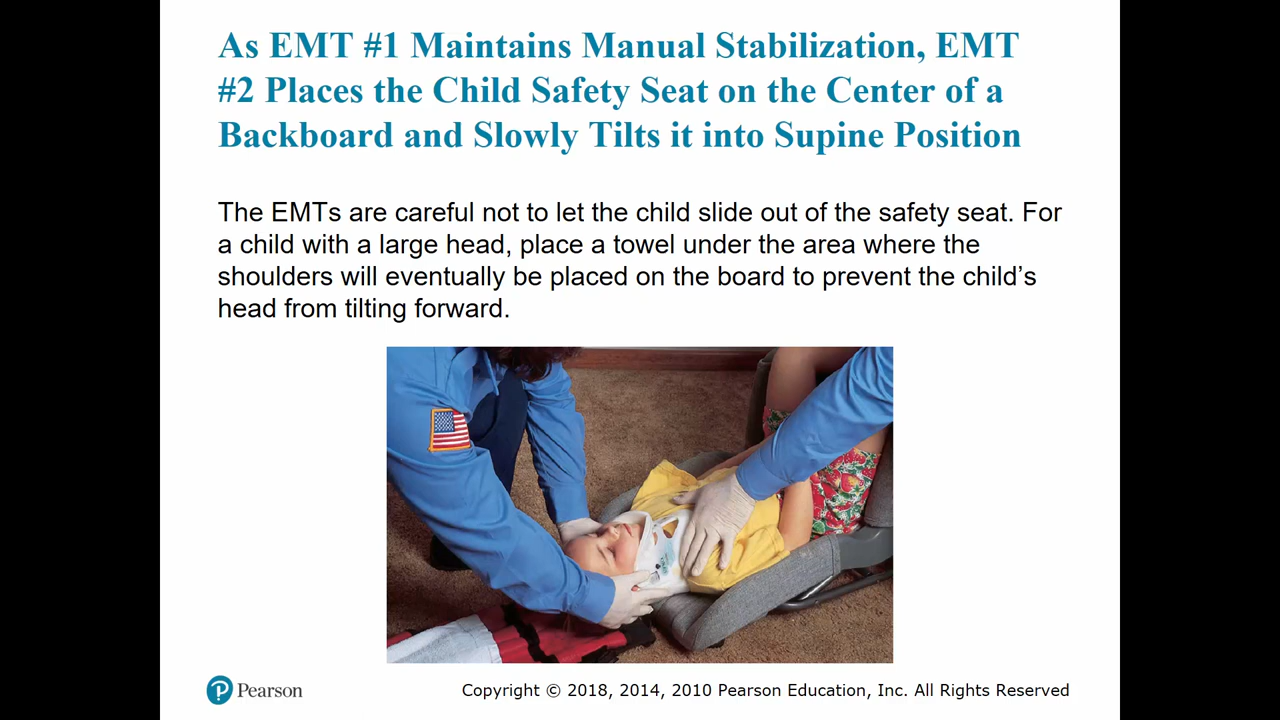 As EMT #1 Maintains Manual Stabilization, EMT
#2 Places the Child Safety Seat on the Center of a
Backboard and Slowly Tilts it into Supine Position
The EMTs are careful not to let the child slide out of the safety seat. For
a child with a large head, place a towel under the area where the
shoulders will eventually be placed on the board to prevent the child’s
head from tilting forward.
Pearson
Copyright © 2018, 2014, 2010 Pearson Education, Inc. All Rights Reserved